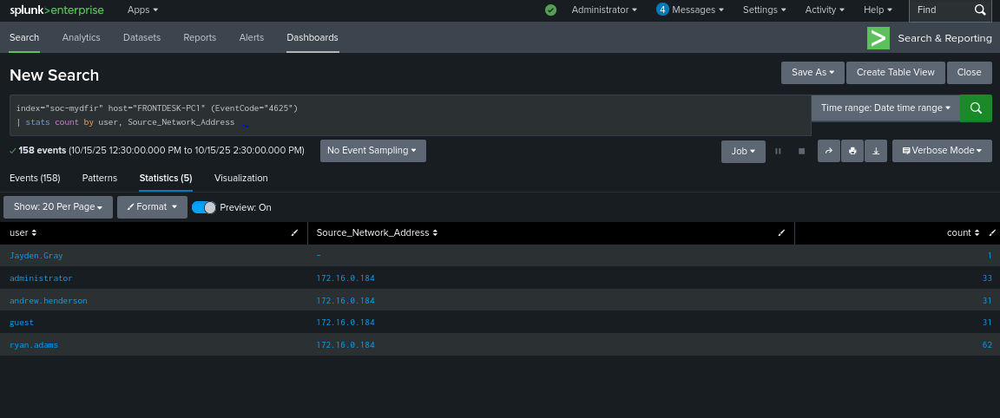 splunk>enterprise Apps Administrator 4 Messages Settings Activity Help Find
Search Analytics Datasets Reports Alerts Dashboards > Search & Reporting
New Search Save As Create Table View Close
index="soc-mydfir" host="FRONTDESK-PC1" (EventCode="4625")
| stats count by user, Source_Network_Address
Time range: Date time range
158 events (10/15/25 12:30:00.000 PM to 10/15/25 2:30:00.000 PM) No Event Sampling Job Verbose Mode
Events (158) Patterns Statistics (5) Visualization
Show: 20 Per Page Format Preview: On
user Source_Network_Address count
Jayden.Gray - 1
administrator 172.16.0.184 33
andrew.henderson 172.16.0.184 31
guest 172.16.0.184 31
ryan.adams 172.16.0.184 62